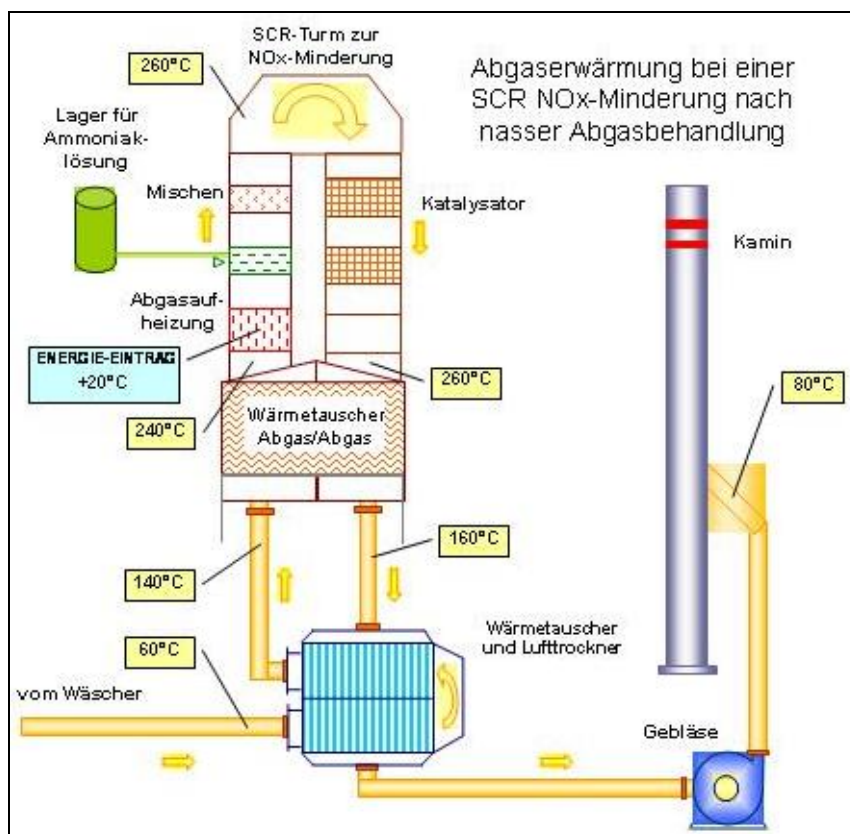 SCR-Turm zur
NOx-Minderung
260°C
Abgaserwärmung bei einer
SCR NOx-Minderung nach
nasser Abgasbehandlung
Lager für
Ammoniak-
lösung
Mischen
Katalysator
Kamin
Abgasauf-
heizung
ENERGIE-EINTRAG
+20°C
260°C
80°C
240°C
Wärmetauscher
Abgas/Abgas
160°C
140°C
Wärmetauscher
und Lufttrockner
60°C
vom Wäscher
Gebläse